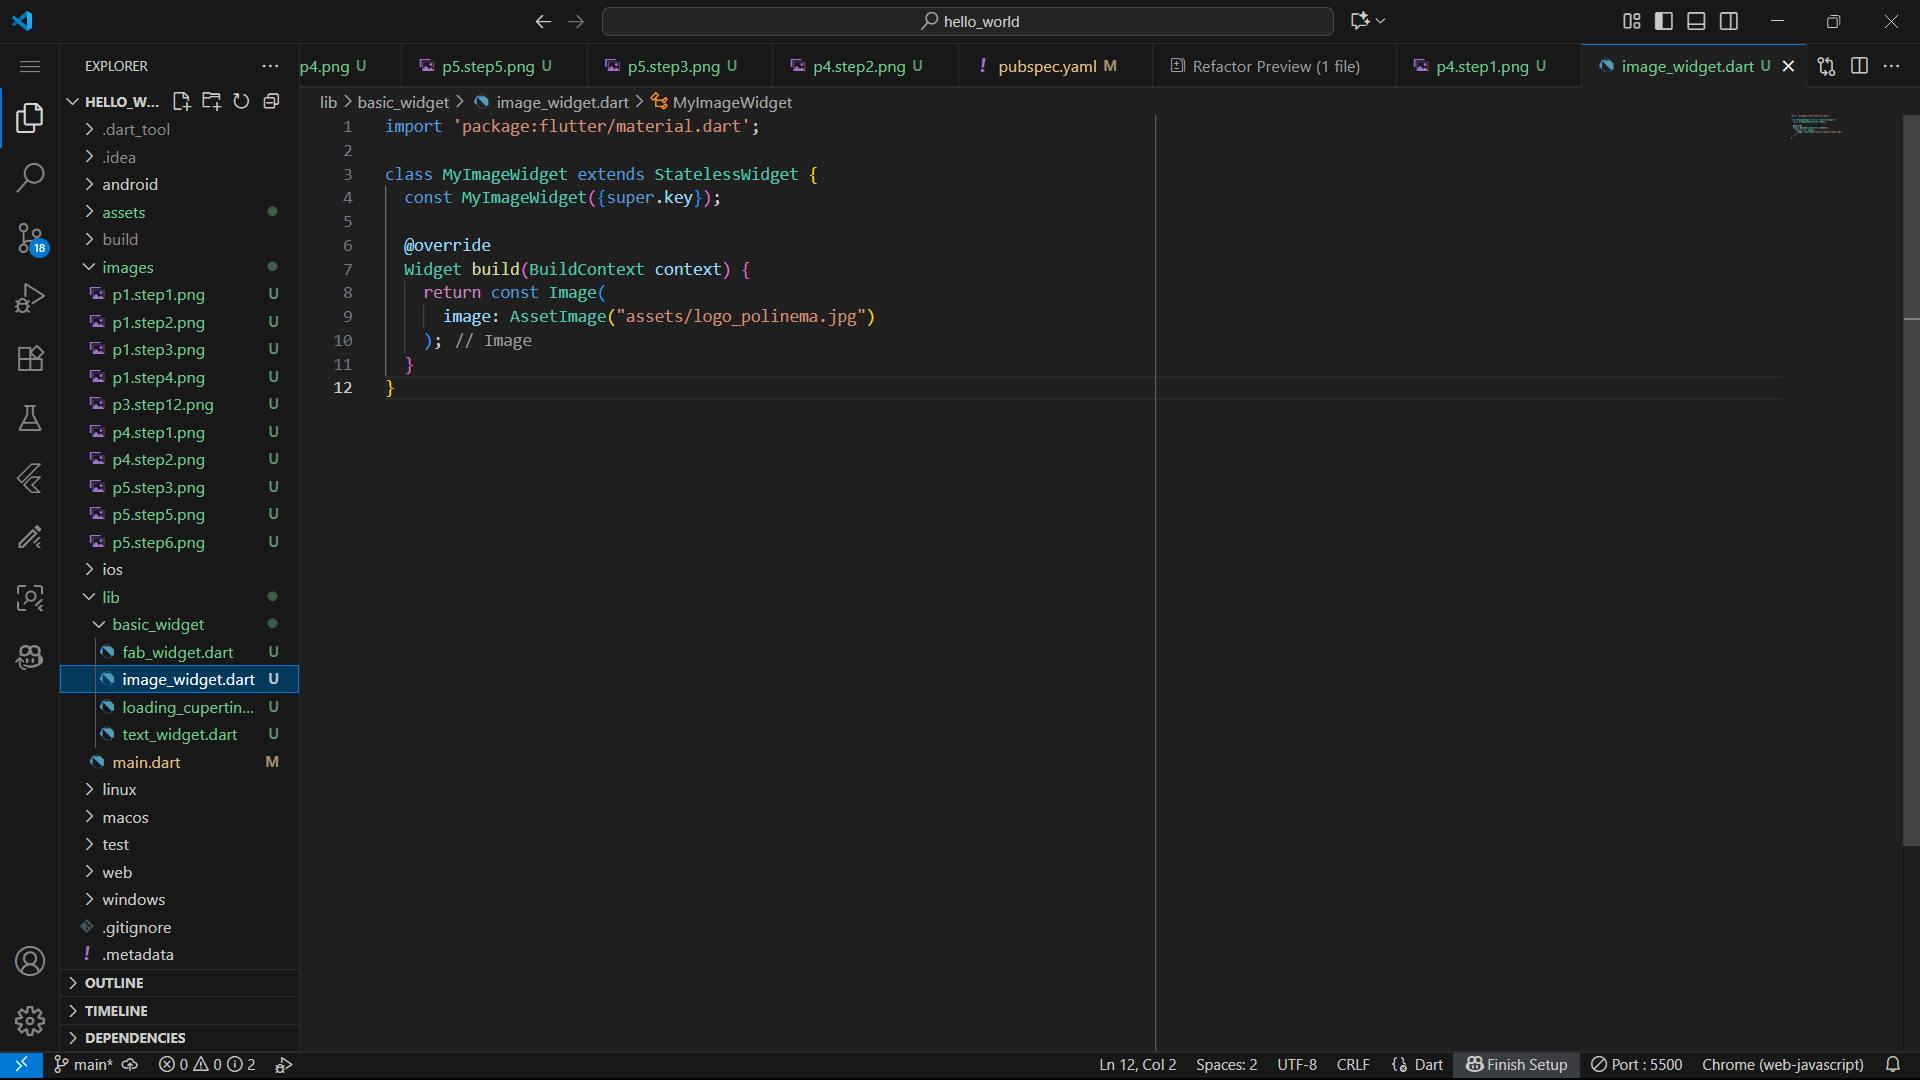 hello_world
EXPLORER
p4.png U
p5.step5.png U
p5.step3.png U
p4.step2.png U
! pubspec.yaml M
Refactor Preview (1 file)
p4.step1.png U
image_widget.dart U
HELLO_W...
lib > basic_widget > image_widget.dart > MyImageWidget
.dart_tool
.idea
android
assets
build
images
p1.step1.png U
p1.step2.png U
p1.step3.png U
p1.step4.png U
p3.step12.png U
p4.step1.png U
p4.step2.png U
p5.step3.png U
p5.step5.png U
p5.step6.png U
ios
lib
basic_widget
fab_widget.dart U
image_widget.dart U
loading_cupertin... U
text_widget.dart U
main.dart M
linux
macos
test
web
windows
.gitignore
! .metadata
OUTLINE
TIMELINE
DEPENDENCIES
18
1 import 'package:flutter/material.dart';
2
3 class MyImageWidget extends StatelessWidget {
4 const MyImageWidget({super.key});
5
6 @override
7 Widget build(BuildContext context) {
8 return const Image(
9 image: AssetImage("assets/logo_polinema.jpg")
10 ); // Image
11 }
12 }
main* 0 0 2
Ln 12, Col 2 Spaces: 2 UTF-8 CRLF {} Dart Finish Setup Port : 5500 Chrome (web-javascript)